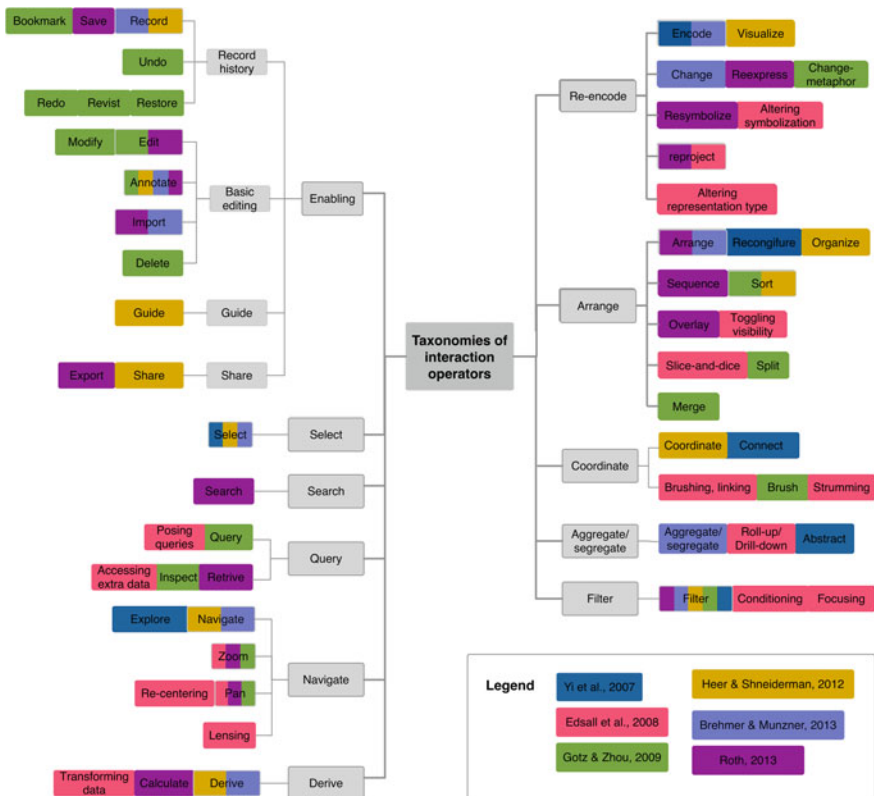 Bookmark Save Record
Undo
Record
history
Redo Revist Restore
Modify Edit
Annotate
Basic
editing
Import
Delete
Enabling
Guide Guide
Export Share Share
Select Select
Search Search
Posing
queries
Query
Accessing
extra data
Inspect Retrive
Query
Explore Navigate
Zoom
Re-centering Pan
Navigate
Lensing
Transforming
data
Calculate Derive Derive
Taxonomies of
interaction
operators
Re-encode
Encode Visualize
Change Reexpress Change-
metaphor
Resymbolize Altering
symbolization
reproject
Altering
representation type
Arrange
Arrange Recongifure Organize
Sequence Sort
Overlay Toggling
visibility
Slice-and-dice Split
Merge
Coordinate
Coordinate Connect
Brushing, linking Brush Strumming
Aggregate/
segregate
Aggregate/
segregate
Roll-up/
Drill-down
Abstract
Filter Filter Conditioning Focusing
Legend
Yi et al., 2007
Heer & Shneiderman, 2012
Edsall et al., 2008
Brehmer & Munzner, 2013
Gotz & Zhou, 2009
Roth, 2013